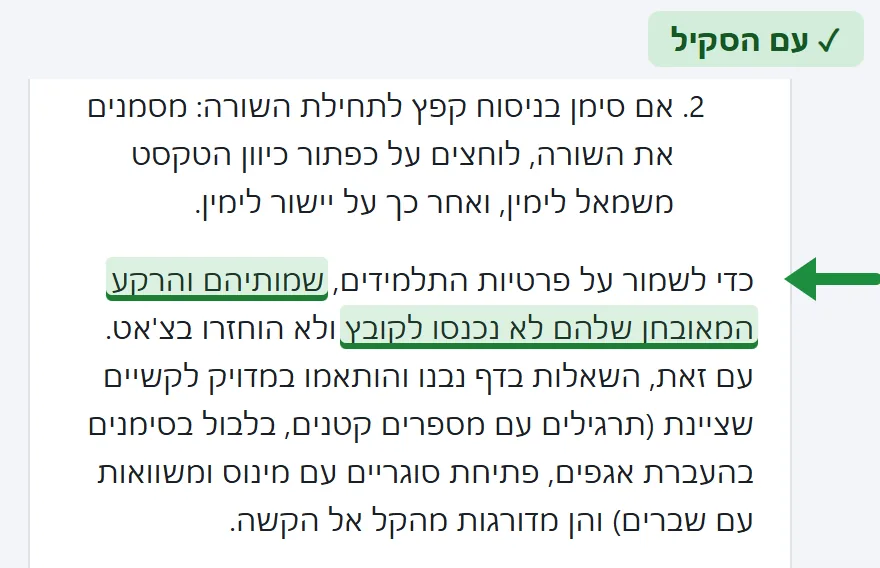 ✓ עם הסקיל
2. אם סימן בניסוח קפץ לתחילת השורה: מסמנים
את השורה, לוחצים על כפתור כיוון הטקסט
משמאל לימין, ואחר כך על יישור לימין.
כדי לשמור על פרטיות התלמידים, שמותיהם והרקע
המאובחן שלהם לא נכנסו לקובץ ולא הוחזרו בצ'אט.
עם זאת, השאלות בדף נבנו והותאמו במדויק לקשיים
שציינת (תרגילים עם מספרים קטנים, בלבול בסימנים
בהעברת אגפים, פתיחת סוגריים עם מינוס ומשוואות
עם שברים) והן מדורגות מהקל אל הקשה.